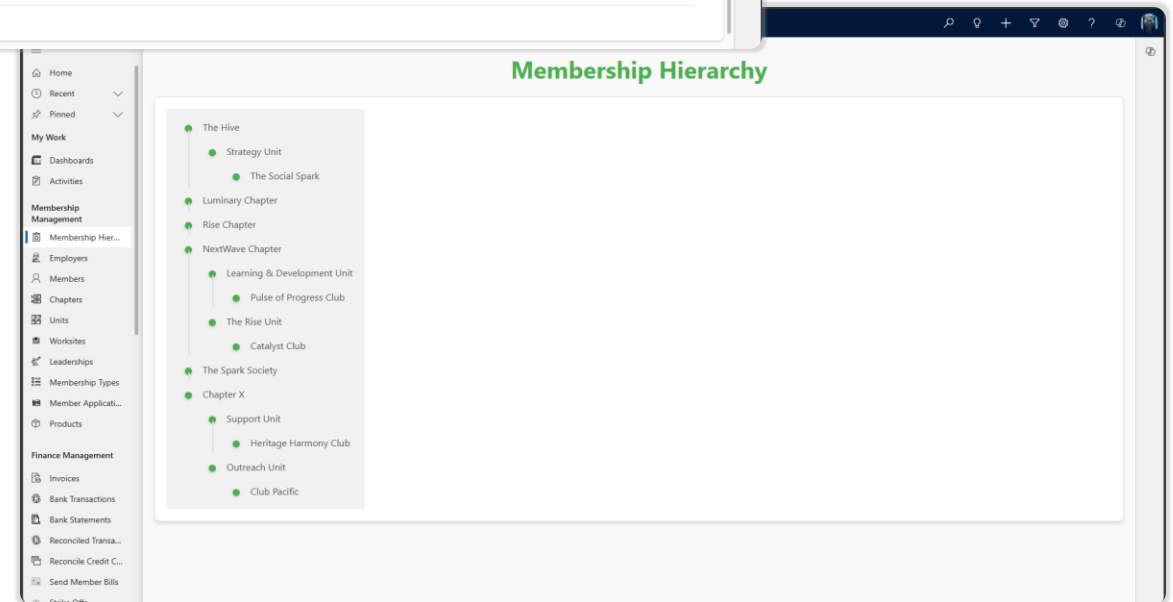 Membership Hierarchy
Home
Recent
Pinned
My Work
Dashboards
Activities
Membership
Management
Membership Hier...
Employers
Members
Chapters
Units
Worksites
Leaderships
Membership Types
Member Applicati...
Products
Finance Management
Invoices
Bank Transactions
Bank Statements
Reconciled Transa...
Reconcile Credit C...
Send Member Bills
The Hive
Strategy Unit
The Social Spark
Luminary Chapter
Rise Chapter
NextWave Chapter
Learning & Development Unit
Pulse of Progress Club
The Rise Unit
Catalyst Club
The Spark Society
Chapter X
Support Unit
Heritage Harmony Club
Outreach Unit
Club Pacific